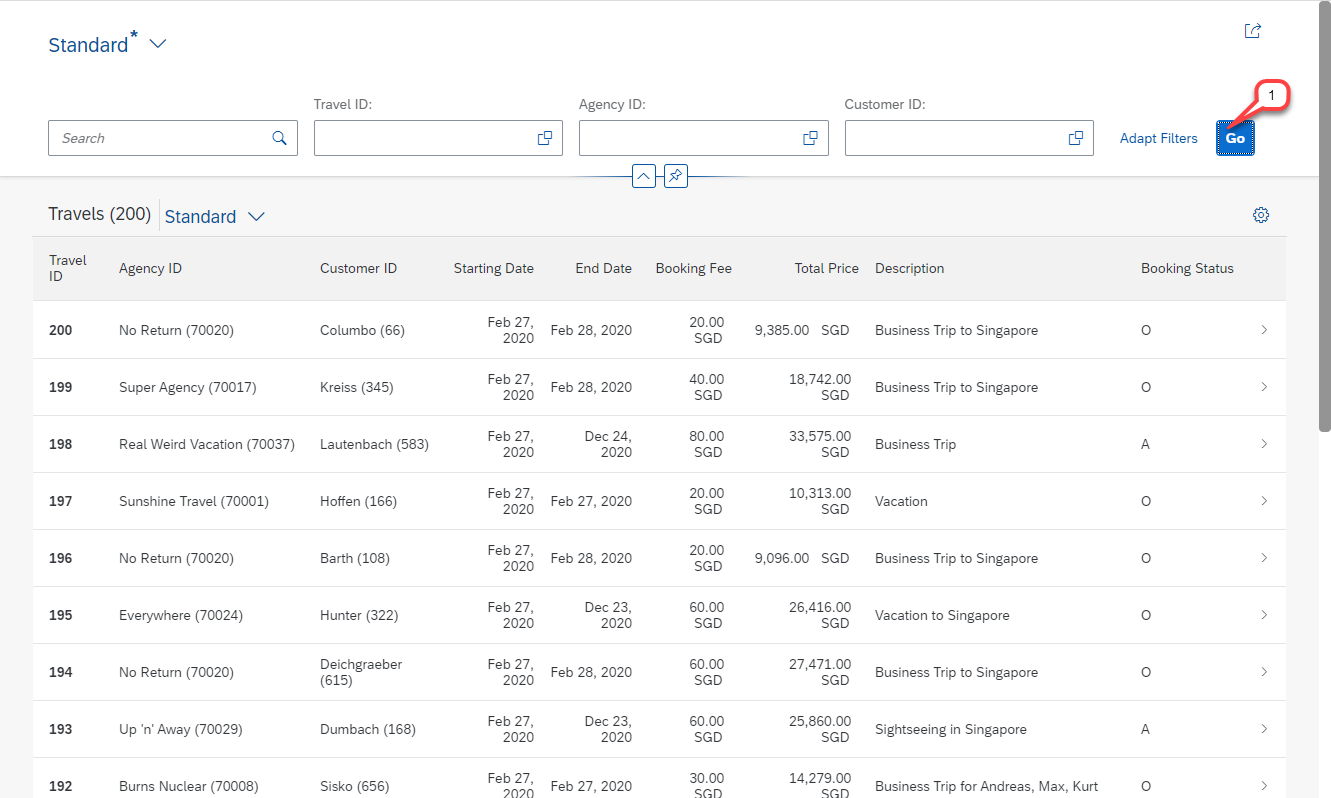 Standard*
Travel ID: Agency ID: Customer ID:
1
Search Adapt Filters Go
Travels (200) Standard
Travel ID Agency ID Customer ID Starting Date End Date Booking Fee Total Price Description Booking Status
200 No Return (70020) Columbo (66) Feb 27, 2020 Feb 28, 2020 20.00 SGD 9,385.00 SGD Business Trip to Singapore O
199 Super Agency (70017) Kreiss (345) Feb 27, 2020 Feb 28, 2020 40.00 SGD 18,742.00 SGD Business Trip to Singapore O
198 Real Weird Vacation (70037) Lautenbach (583) Feb 27, 2020 Dec 24, 2020 80.00 SGD 33,575.00 SGD Business Trip A
197 Sunshine Travel (70001) Hoffen (166) Feb 27, 2020 Feb 27, 2020 20.00 SGD 10,313.00 SGD Vacation O
196 No Return (70020) Barth (108) Feb 27, 2020 Feb 28, 2020 20.00 SGD 9,096.00 SGD Business Trip to Singapore O
195 Everywhere (70024) Hunter (322) Feb 27, 2020 Dec 23, 2020 60.00 SGD 26,416.00 SGD Vacation to Singapore O
194 No Return (70020) Deichgraeber (615) Feb 27, 2020 Feb 28, 2020 60.00 SGD 27,471.00 SGD Business Trip to Singapore O
193 Up 'n' Away (70029) Dumbach (168) Feb 27, 2020 Dec 23, 2020 60.00 SGD 25,860.00 SGD Sightseeing in Singapore A
192 Burns Nuclear (70008) Sisko (656) Feb 27, 2020 Feb 27, 2020 30.00 SGD 14,279.00 SGD Business Trip for Andreas, Max, Kurt O